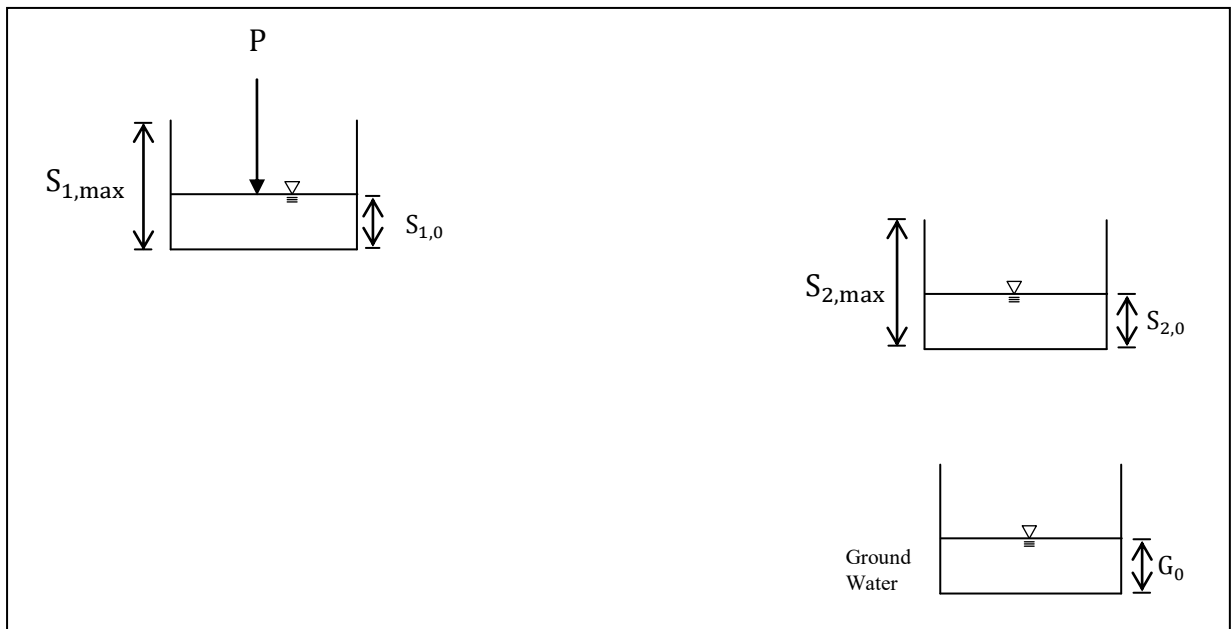 P
S₁,max
S₁,₀
S₂,max
S₂,₀
Ground
Water
G₀